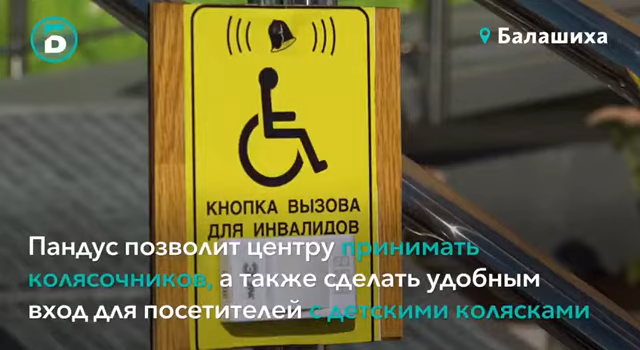 D
Балашиха
КНОПКА ВЫЗОВА
ДЛЯ ИНВАЛИДОВ
Пандус позволит центру принимать
колясочников, а также сделать удобным
вход для посетителей с детскими колясками